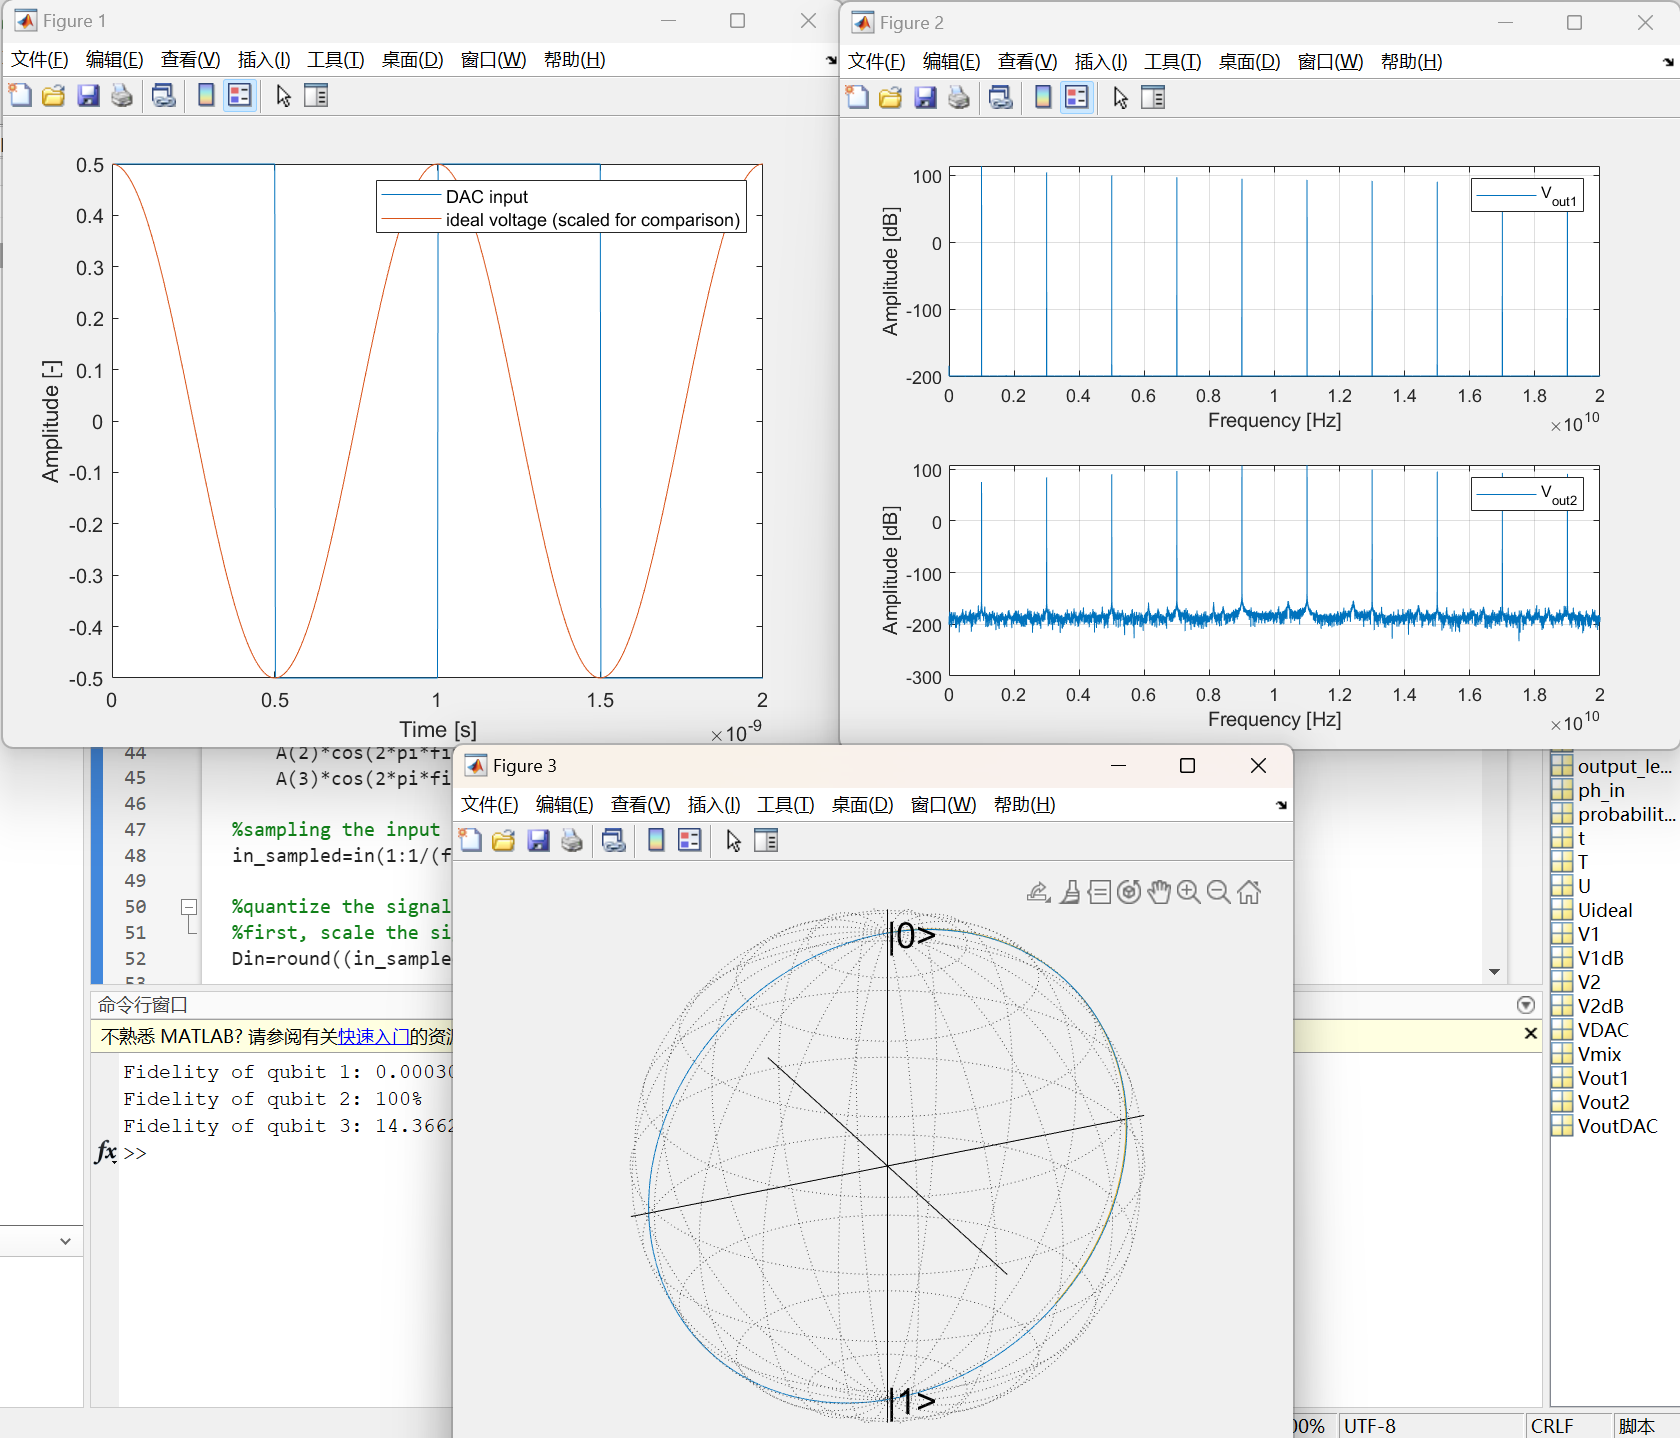 Figure 1
文件(F) 编辑(E) 查看(V) 插入(I) 工具(T) 桌面(D) 窗口(W) 帮助(H)
0.5
0.4
0.3
0.2
0.1
0
-0.1
-0.2
-0.3
-0.4
-0.5
Amplitude [-]
DAC input
ideal voltage (scaled for comparison)
0 0.5 1 1.5 2
Time [s]
×10-9
Figure 2
文件(F) 编辑(E) 查看(V) 插入(I) 工具(T) 桌面(D) 窗口(W) 帮助(H)
100
0
-100
-200
Amplitude [dB]
Vout1
0 0.2 0.4 0.6 0.8 1 1.2 1.4 1.6 1.8 2
Frequency [Hz]
×10 10
100
0
-100
-200
-300
Amplitude [dB]
Vout2
0 0.2 0.4 0.6 0.8 1 1.2 1.4 1.6 1.8 2
Frequency [Hz]
×10 10
44 A(2)*cos(2*pi*fi
45 A(3)*cos(2*pi*fi
46
47 %sampling the input
48 in_sampled=in(1:1/(f
49
50 %quantize the signal
51 %first, scale the si
52 Din=round((in_sample
53
命令行窗口
不熟悉 MATLAB? 请参阅有关快速入门的资
Fidelity of qubit 1: 0.00030
Fidelity of qubit 2: 100%
Fidelity of qubit 3: 14.3662
fx >>
Figure 3
文件(F) 编辑(E) 查看(V) 插入(I) 工具(T) 桌面(D) 窗口(W) 帮助(H)
|0>
|1>
output_le...
ph_in
probabilit...
t
T
U
Uideal
V1
V1dB
V2
V2dB
VDAC
Vmix
Vout1
Vout2
VoutDAC
00% UTF-8 CRLF 脚本